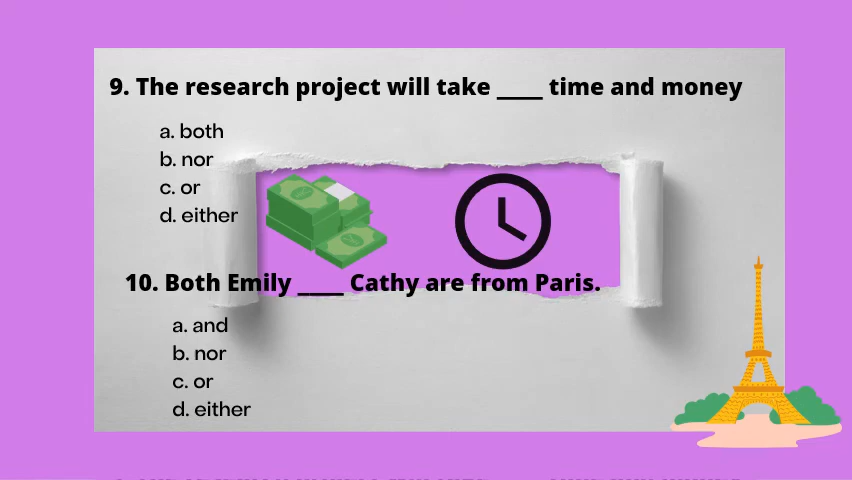 9. The research project will take ____ time and money
a. both
b. nor
c. or
d. either
10. Both Emily ____ Cathy are from Paris.
a. and
b. nor
c. or
d. either